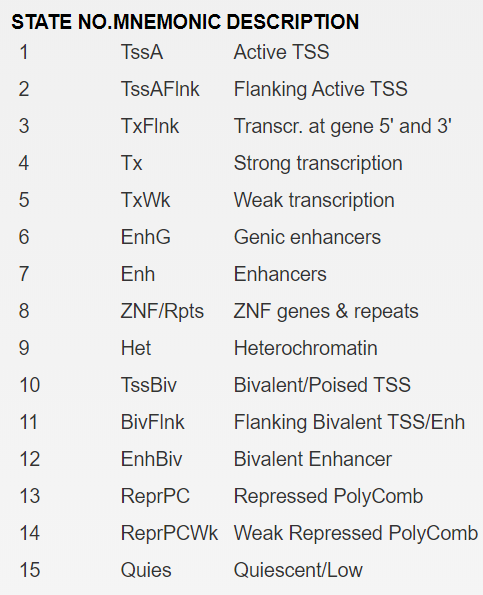 STATE NO.MNEMONIC DESCRIPTION
1 TssA Active TSS
2 TssAFlnk Flanking Active TSS
3 TxFlnk Transcr. at gene 5' and 3'
4 Tx Strong transcription
5 TxWk Weak transcription
6 EnhG Genic enhancers
7 Enh Enhancers
8 ZNF/Rpts ZNF genes & repeats
9 Het Heterochromatin
10 TssBiv Bivalent/Poised TSS
11 BivFlnk Flanking Bivalent TSS/Enh
12 EnhBiv Bivalent Enhancer
13 ReprPC Repressed PolyComb
14 ReprPCWk Weak Repressed PolyComb
15 Quies Quiescent/Low